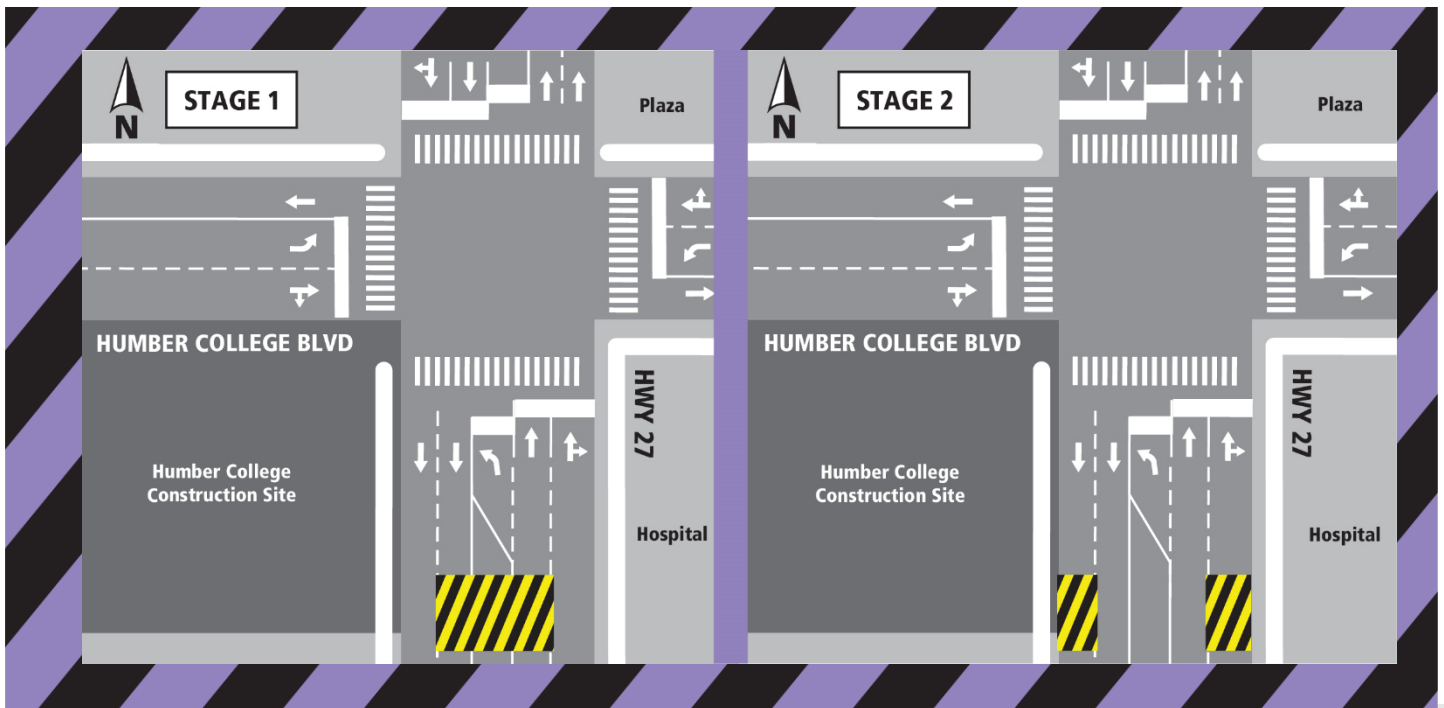 STAGE 1
N
Plaza
HUMBER COLLEGE BLVD
HWY 27
Humber College
Construction Site
Hospital
STAGE 2
N
Plaza
HUMBER COLLEGE BLVD
HWY 27
Humber College
Construction Site
Hospital